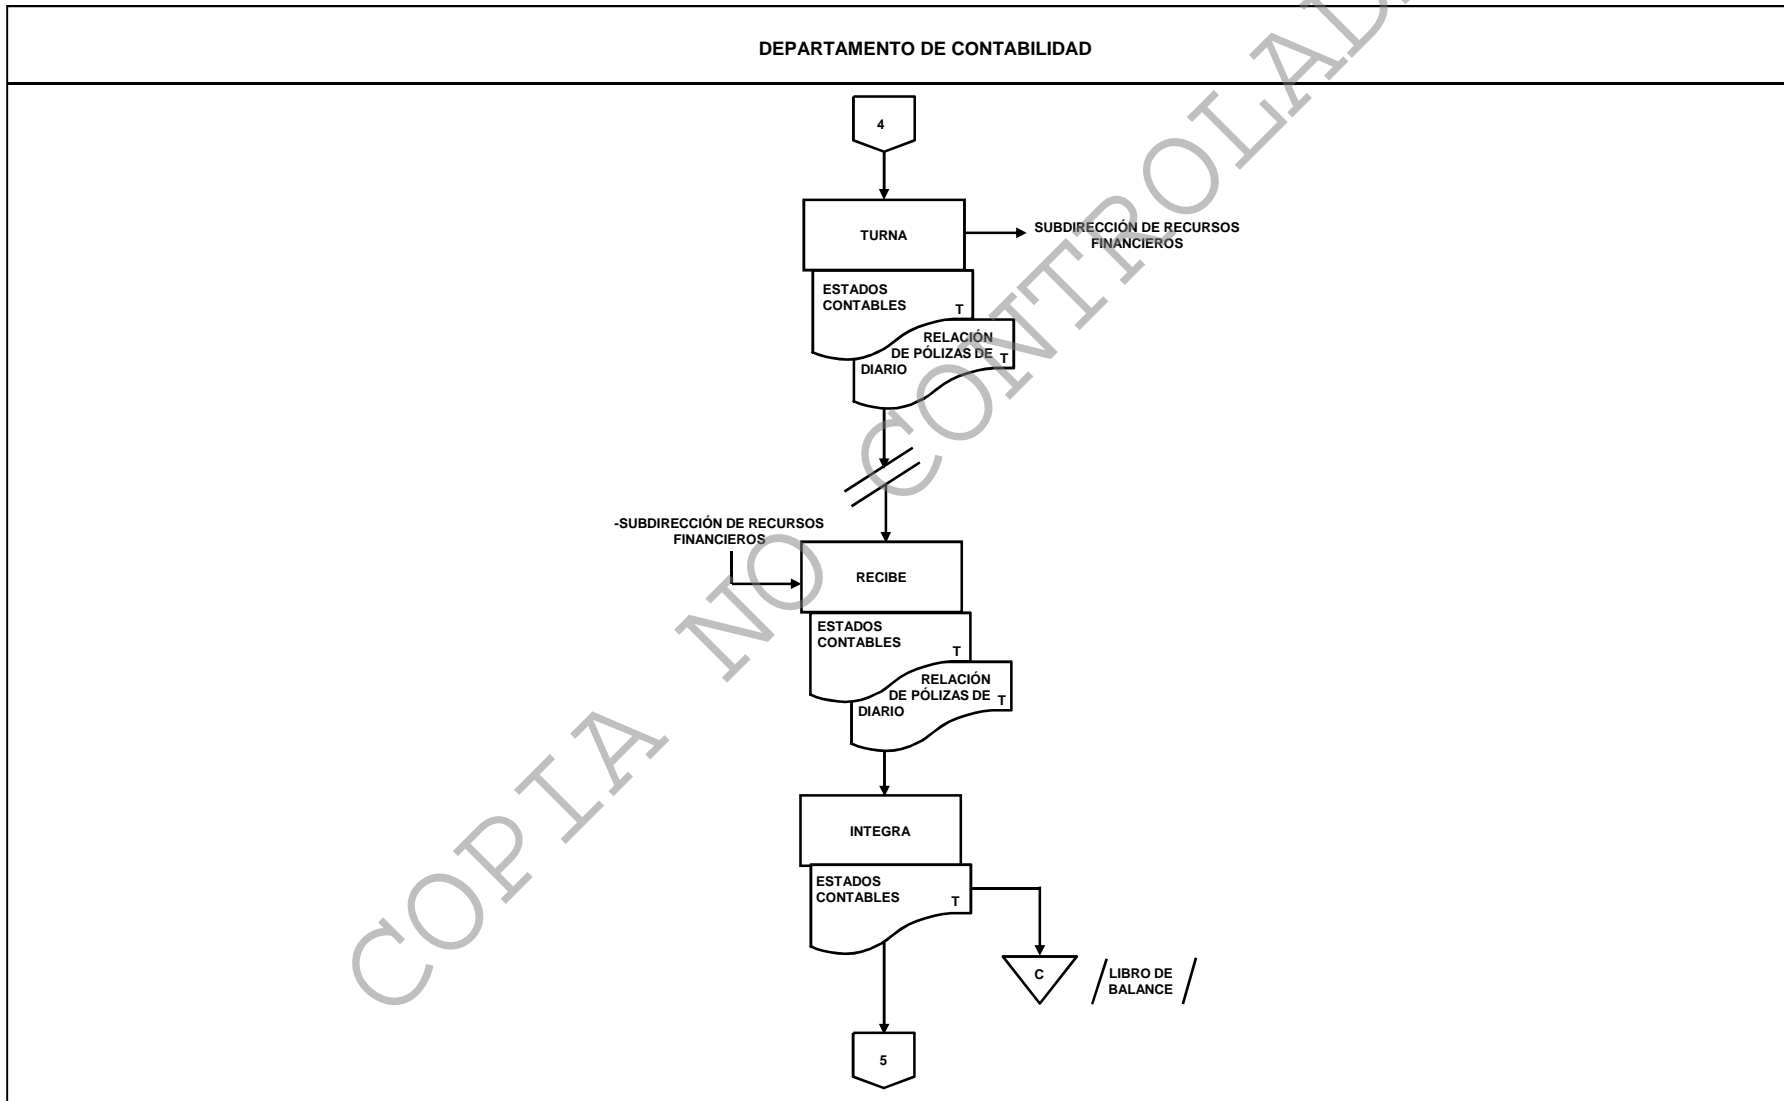 DEPARTAMENTO DE CONTABILIDAD
4
TURNA
SUBDIRECCIÓN DE RECURSOS
FINANCIEROS
ESTADOS
CONTABLES
T
RELACIÓN
DE PÓLIZAS DE
T
DIARIO
-SUBDIRECCIÓN DE RECURSOS
FINANCIEROS
RECIBE
ESTADOS
CONTABLES
T
RELACIÓN
DE PÓLIZAS DE
T
DIARIO
INTEGRA
ESTADOS
CONTABLES
T
C
LIBRO DE
BALANCE
5
COPIA NO CONTROLAD